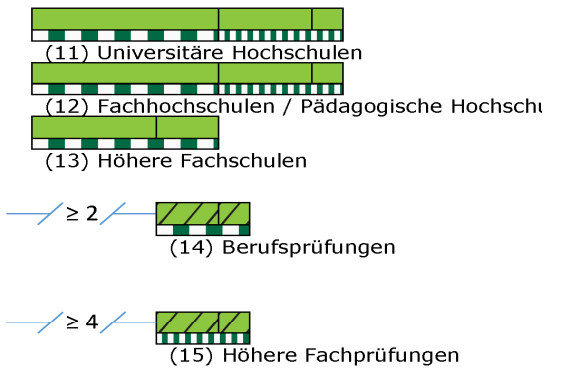 (11) Universitäre Hochschulen
(12) Fachhochschulen / Pädagogische Hochschu
(13) Höhere Fachschulen
≥ 2
(14) Berufsprüfungen
≥ 4
(15) Höhere Fachprüfungen